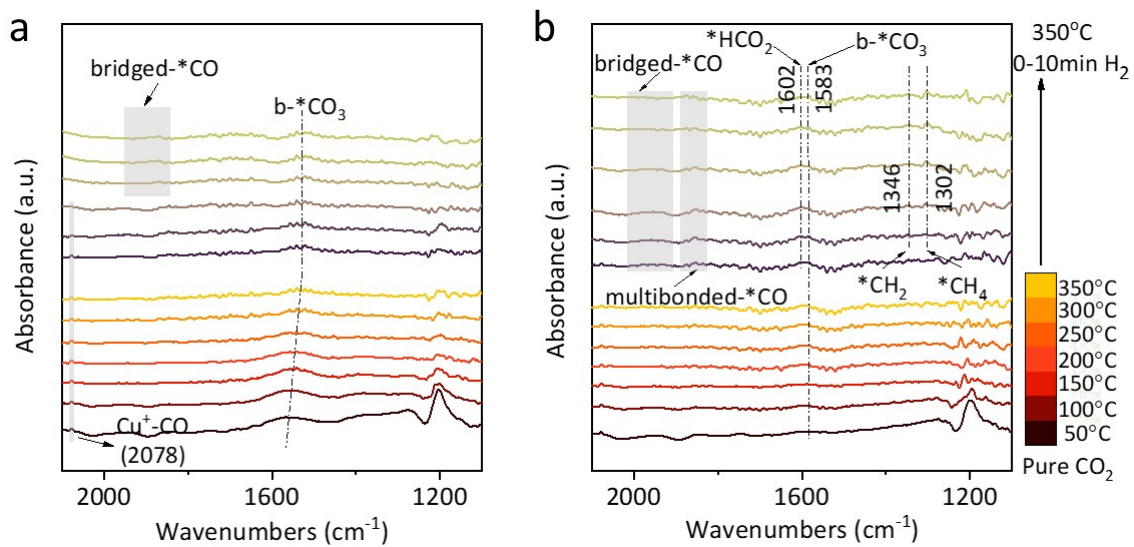 a
bridged-*CO
b-*CO₃
Cu⁺-CO
(2078)
Absorbance (a.u.)
2000
1600
1200
Wavenumbers (cm⁻¹)
b
*HCO₂
b-*CO₃
bridged-*CO
1602
1583
1346
1302
multibonded-*CO
*CH₂
*CH₄
Absorbance (a.u.)
2000
1600
1200
Wavenumbers (cm⁻¹)
350°C
0-10min H₂
350°C
300°C
250°C
200°C
150°C
100°C
50°C
Pure CO₂